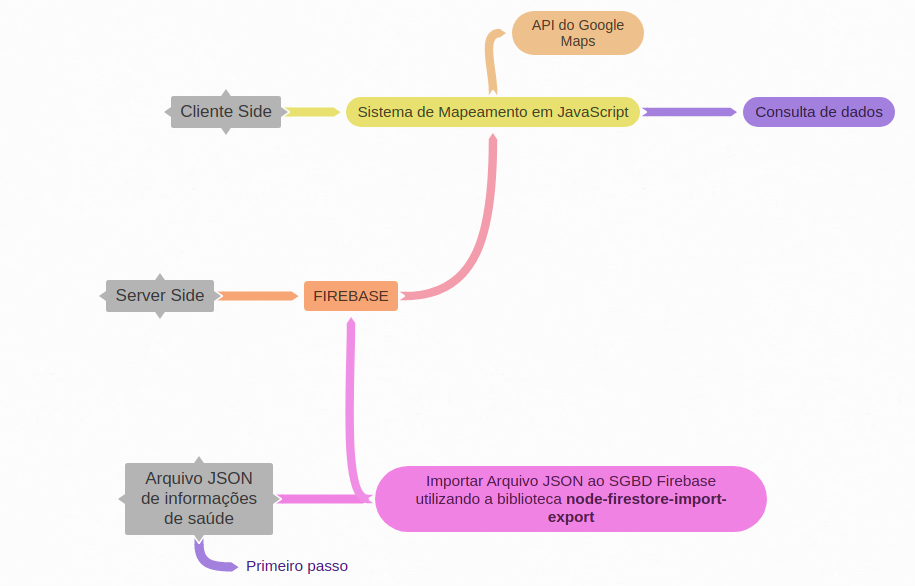 API do Google
Maps
Cliente Side
Sistema de Mapeamento em JavaScript
Consulta de dados
Server Side
FIREBASE
Arquivo JSON
de informações
de saúde
Importar Arquivo JSON ao SGBD Firebase
utilizando a biblioteca node-firestore-import-
export
Primeiro passo